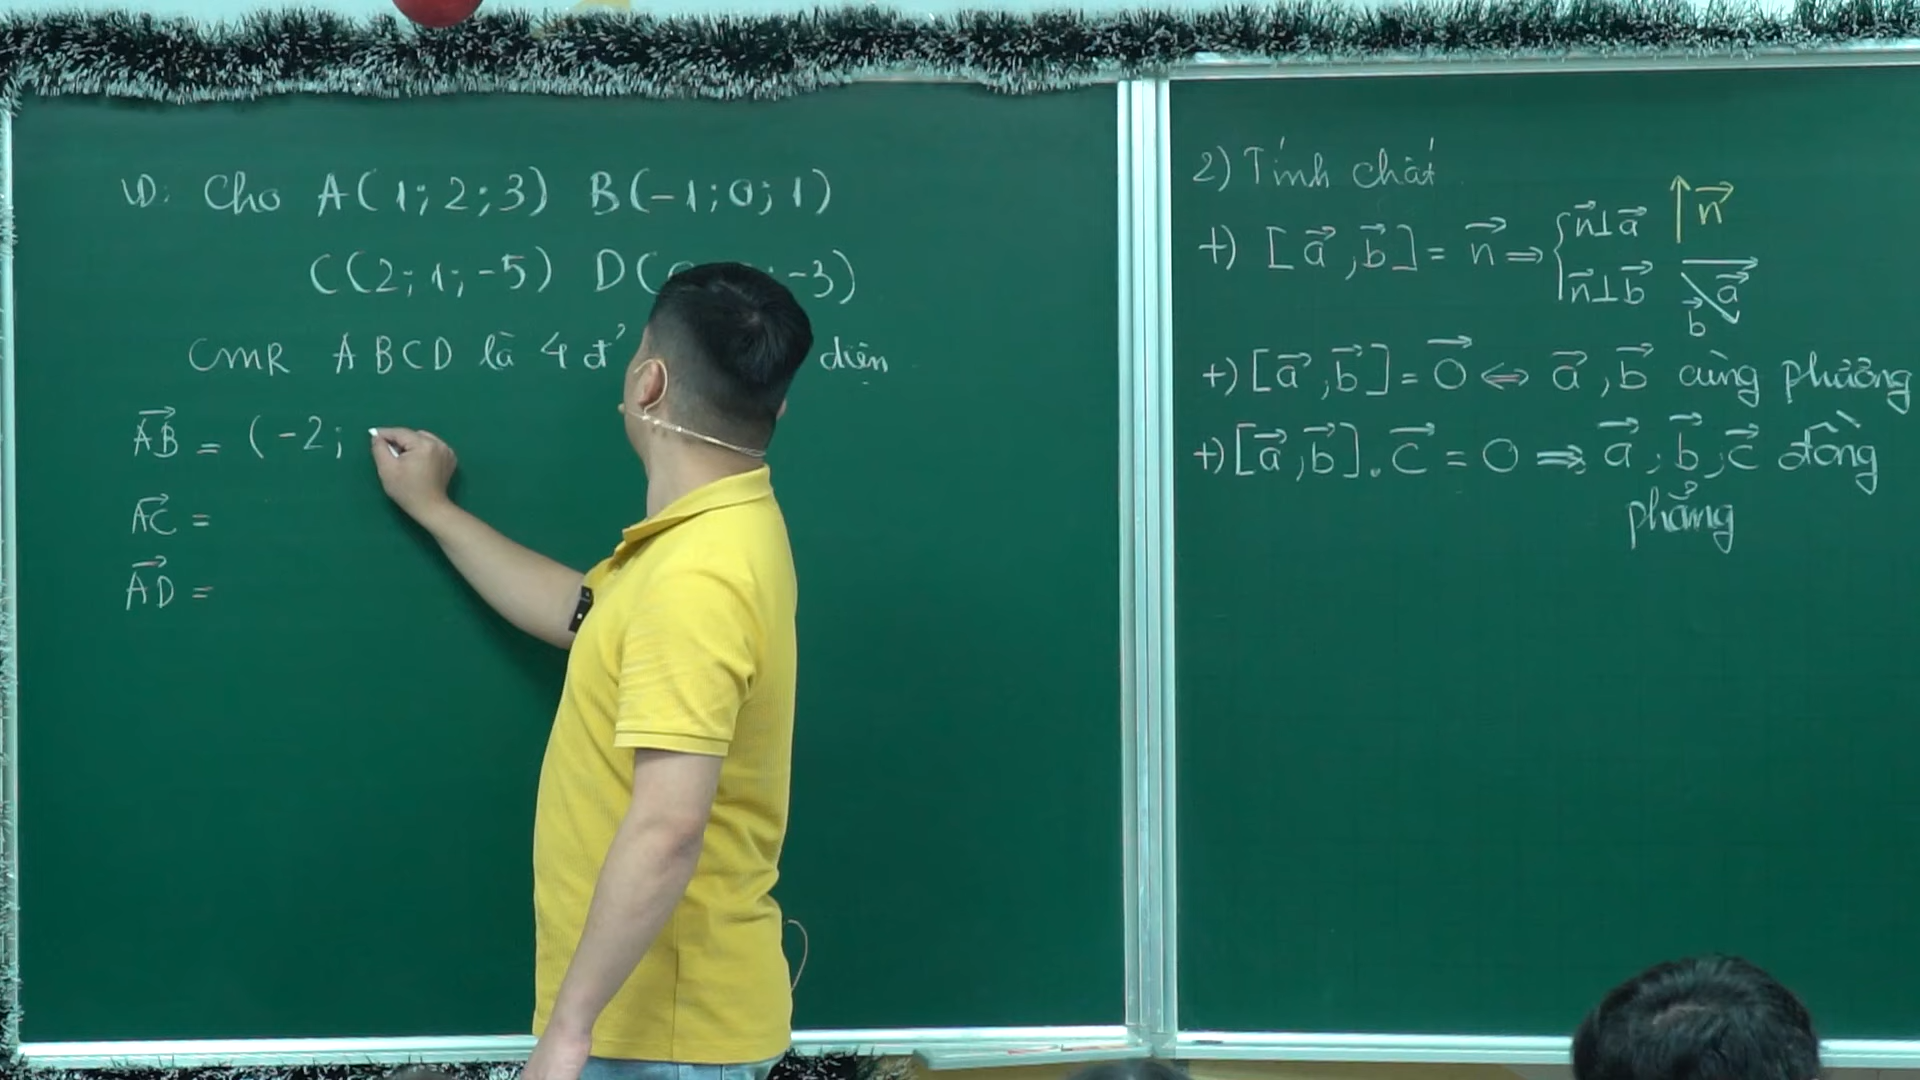 VD: Cho A(1;2;3) B(-1;0;1)
C(2;1;-5) D( ;-3)
CMR ABCD là 4 đ' diện
AB⃗ = (-2;
AC⃗ =
AD⃗ =
2) Tính chất
+) [a⃗,b⃗] = n⃗ ⇒ { n⃗⊥a⃗
n⃗⊥b⃗
n⃗
a⃗
b⃗
+) [a⃗,b⃗] = 0⃗ ⇔ a⃗, b⃗ cùng phương
+) [a⃗,b⃗].c⃗ = 0 ⇒ a⃗, b⃗, c⃗ đồng
phẳng